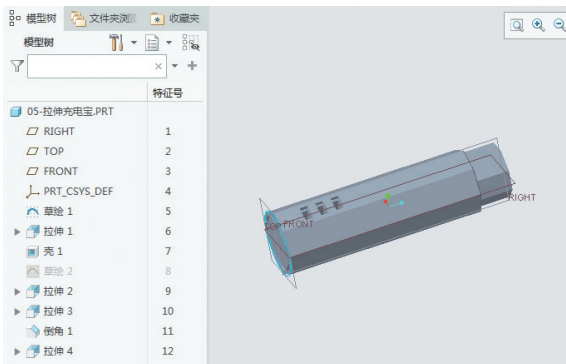 模型树 文件夹浏 收藏夹
模型树
特征号
05-拉伸充电宝.PRT
RIGHT 1
TOP 2
FRONT 3
PRT_CSYS_DEF 4
草绘 1 5
拉伸 1 6
壳 1 7
草绘 2 8
拉伸 2 9
拉伸 3 10
倒角 1 11
拉伸 4 12
RIGHT
TOP FRONT